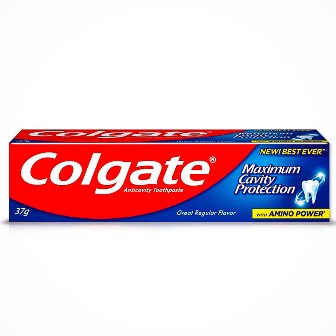 NEW! BEST EVER*
Colgate®
Anticavity Toothpaste
Maximum
Cavity
Protection
37g
Great Regular Flavor
with AMINO POWER†